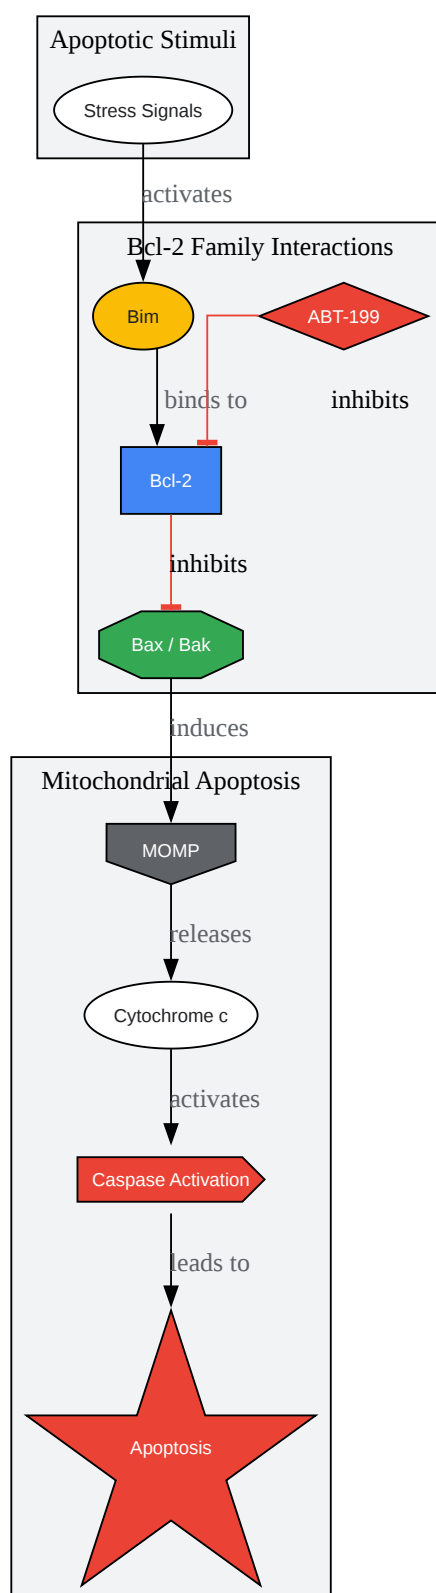 Apoptotic Stimuli
Stress Signals
activates
Bcl-2 Family Interactions
Bim
ABT-199
binds to
inhibits
Bcl-2
inhibits
Bax / Bak
induces
Mitochondrial Apoptosis
MOMP
releases
Cytochrome c
activates
Caspase Activation
leads to
Apoptosis